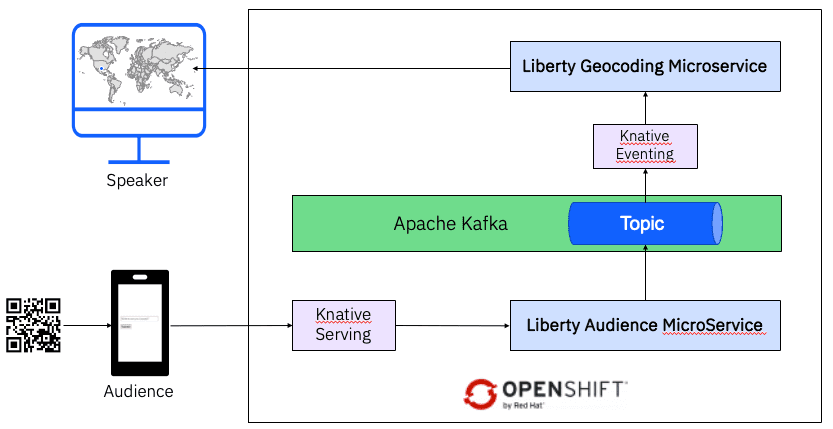 Liberty Geocoding Microservice
Speaker
Knative
Eventing
Apache Kafka
Topic
Knative
Serving
Liberty Audience MicroService
Audience
OPENSHIFT
by Red Hat